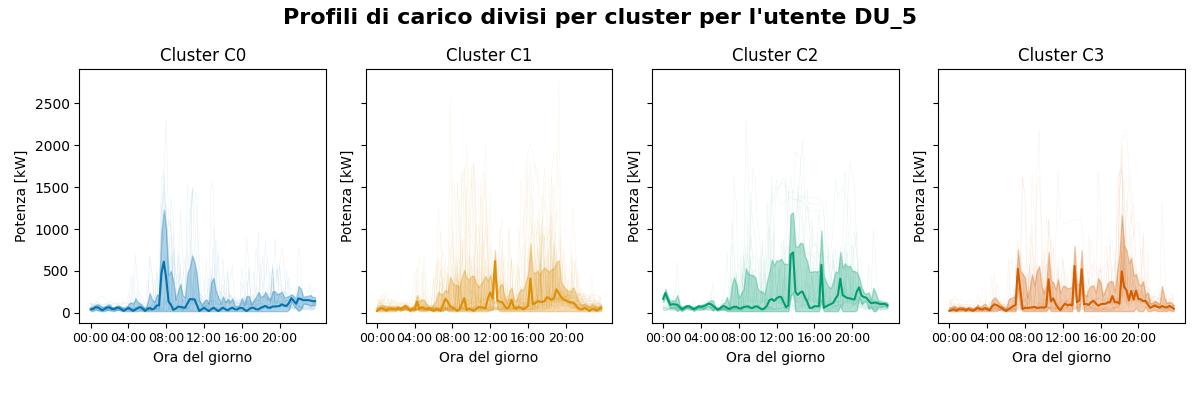 Profili di carico divisi per cluster per l'utente DU_5
Cluster C0
Cluster C1
Cluster C2
Cluster C3
Potenza [kW]
2500
2000
1500
1000
500
0
Potenza [kW]
Potenza [kW]
Potenza [kW]
00:00 04:00 08:00 12:00 16:00 20:00
00:00 04:00 08:00 12:00 16:00 20:00
00:00 04:00 08:00 12:00 16:00 20:00
00:00 04:00 08:00 12:00 16:00 20:00
Ora del giorno
Ora del giorno
Ora del giorno
Ora del giorno